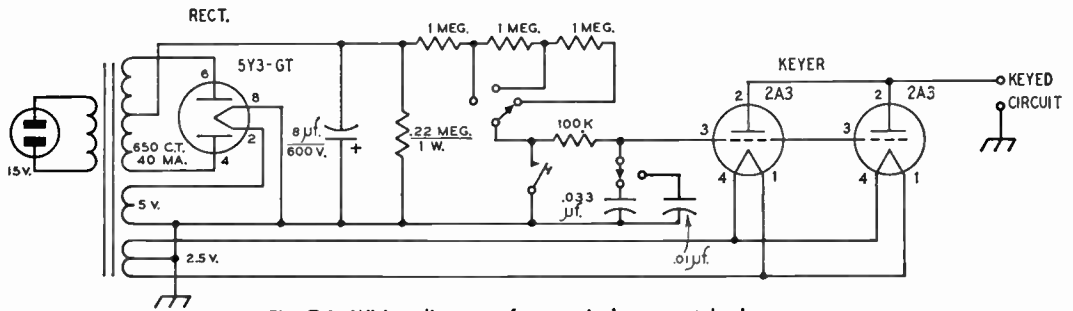 RECT.
1 MEG.
1 MEG.
1 MEG.
5Y3-GT
KEYER
6
8
2
4
650 C.T.
40 MA.
15V.
8 µf.
600 V.
+
.22 MEG.
1 W.
100K
.033
µf.
.01µf.
2
2A3
3
4
1
2
2A3
3
4
1
KEYED
CIRCUIT
5 V.
2.5V.